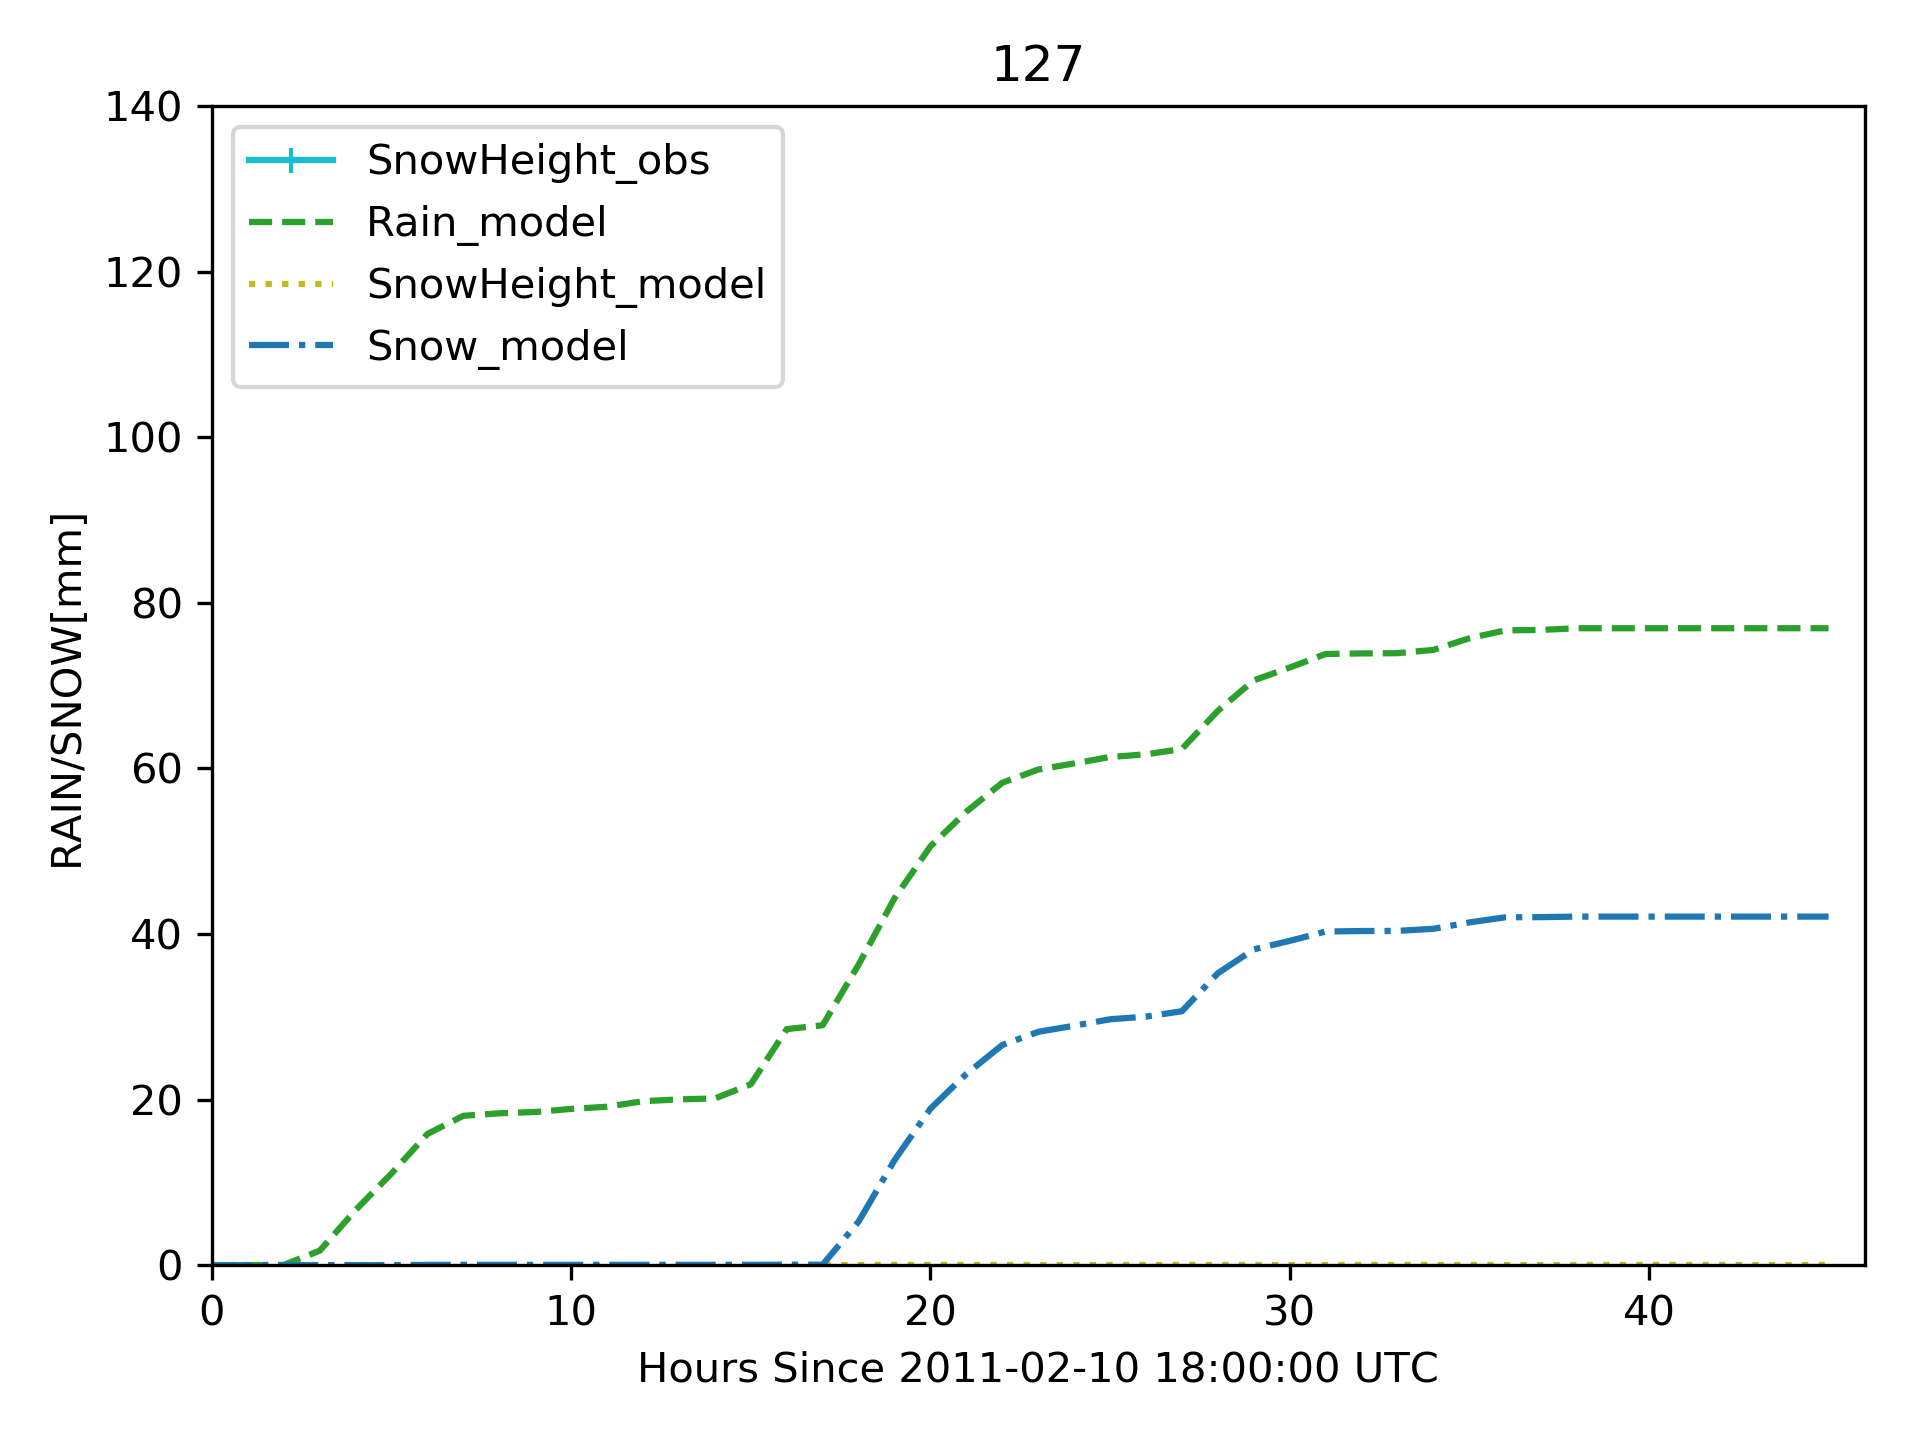 127
140
120
100
80
60
40
20
0
RAIN/SNOW[mm]
SnowHeight_obs
Rain_model
SnowHeight_model
Snow_model
0 10 20 30 40
Hours Since 2011-02-10 18:00:00 UTC